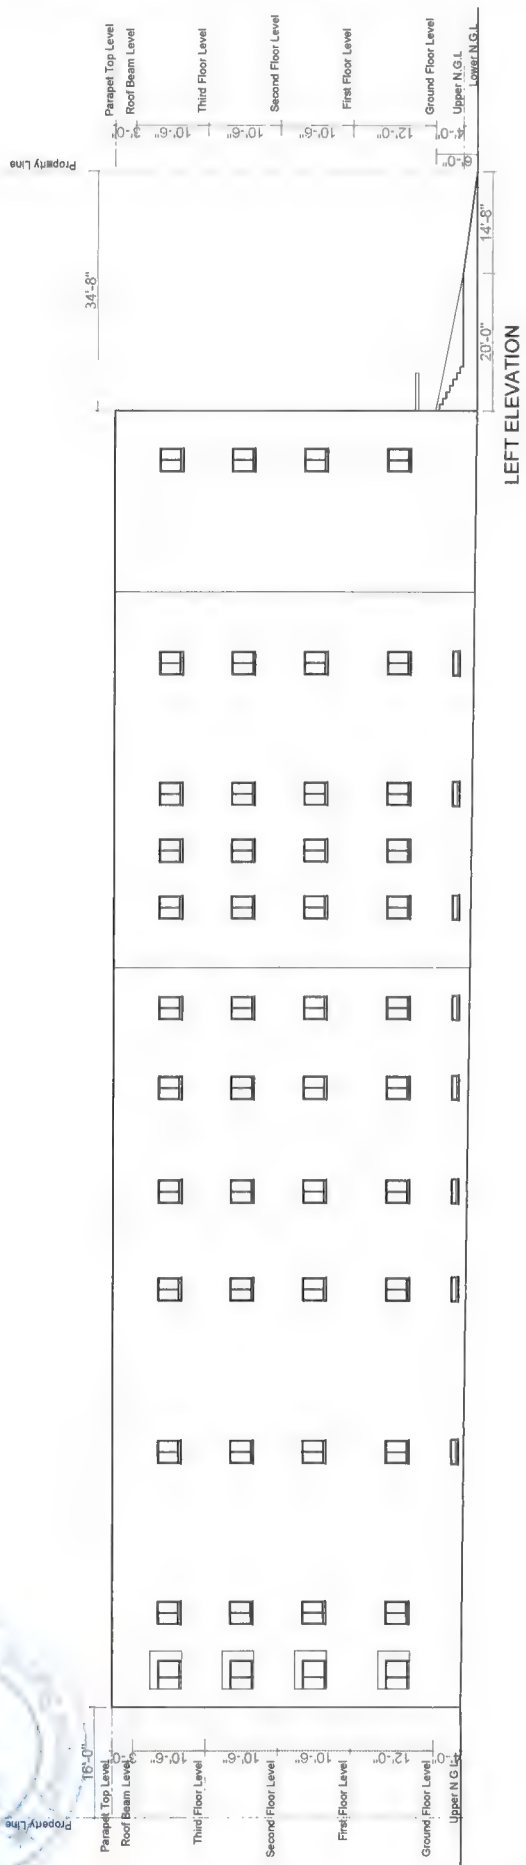 Parapet Top Level
Roof Beam Level
Third Floor Level
Second Floor Level
First Floor Level
Ground Floor Level
Upper N.G.L
Lower N.G.L
3'-0"
10'-6"
10'-6"
10'-6"
12'-0"
4'-0"
6'-0"
Property Line
34'-8"
14'-8"
20'-0"
LEFT ELEVATION
16'-0"
Property Line
Parapet Top Level
Roof Beam Level
Third Floor Level
Second Floor Level
First Floor Level
Ground Floor Level
Upper N G L
10'-6"
10'-6"
10'-6"
12'-0"
4'-0"